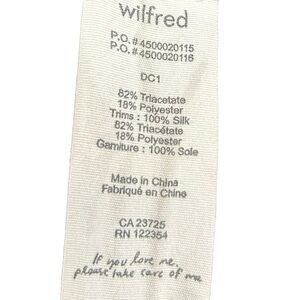 wilfred
P.O. # 4500020115
P.O. # 4500020116
DC1
82% Triacetate
18% Polyester
Trims : 100% Silk
82% Triacétate
18% Polyester
Garniture : 100% Soie
Made in China
Fabriqué en Chine
CA 23725
RN 122354
If you love me,
please take care of me